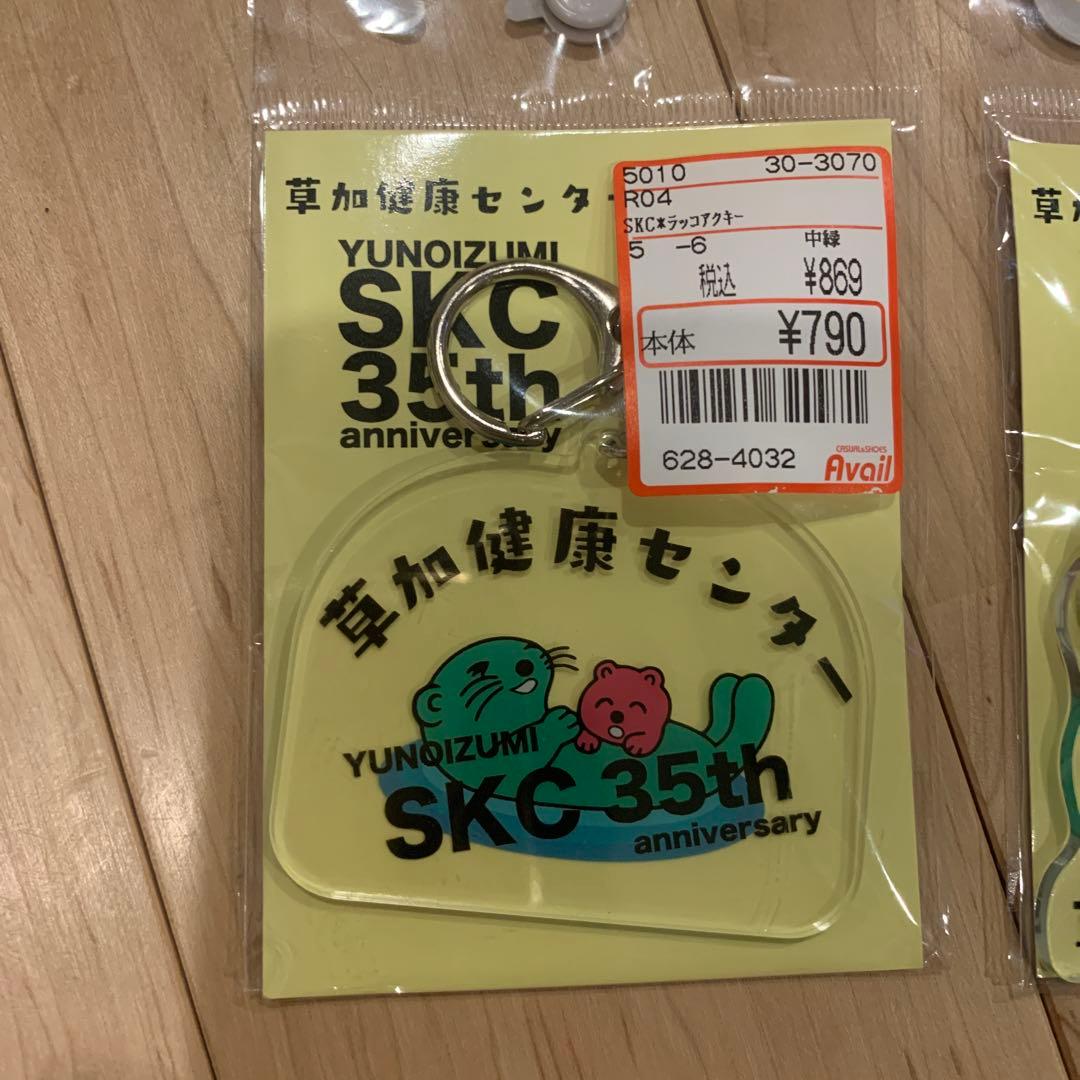 草加健康センター
YUNOIZUMI
SKC
35th
anniversary
5010 30-3070
R04
SKC*ラッコアクキー
5 -6 中緑
税込 ¥869
本体 ¥790
628-4032
CASUAL&SHOES
Avail
草加健康センター
YUNOIZUMI
SKC 35th
anniversary
草